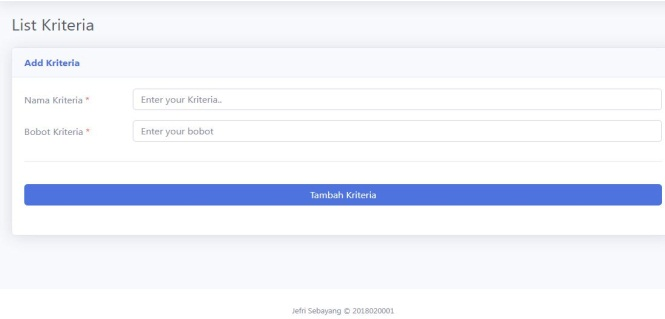 List Kriteria
Add Kriteria
Nama Kriteria * Enter your Kriteria..
Bobot Kriteria * Enter your bobot
Tambah Kriteria
Jefri Sebayang © 2018020001